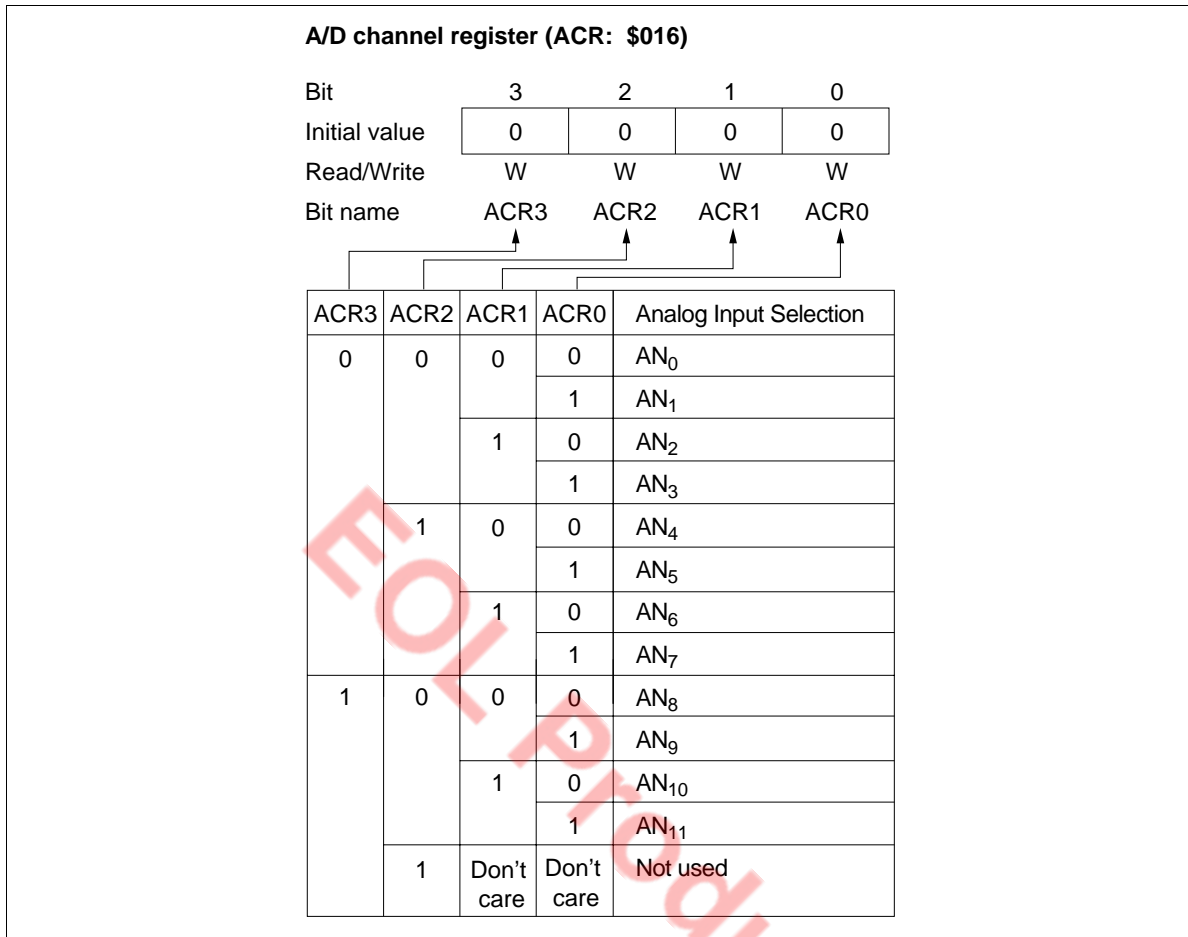 A/D channel register (ACR: $016)
Bit 3 2 1 0
Initial value 0 0 0 0
Read/Write W W W W
Bit name ACR3 ACR2 ACR1 ACR0
ACR3 ACR2 ACR1 ACR0 Analog Input Selection
0 0 0 0 AN0
1 AN1
1 0 AN2
1 AN3
1 0 0 AN4
1 AN5
1 0 AN6
1 AN7
1 0 0 0 AN8
1 AN9
1 0 AN10
1 AN11
1 Don't Don't Not used
care care
EOL Produ